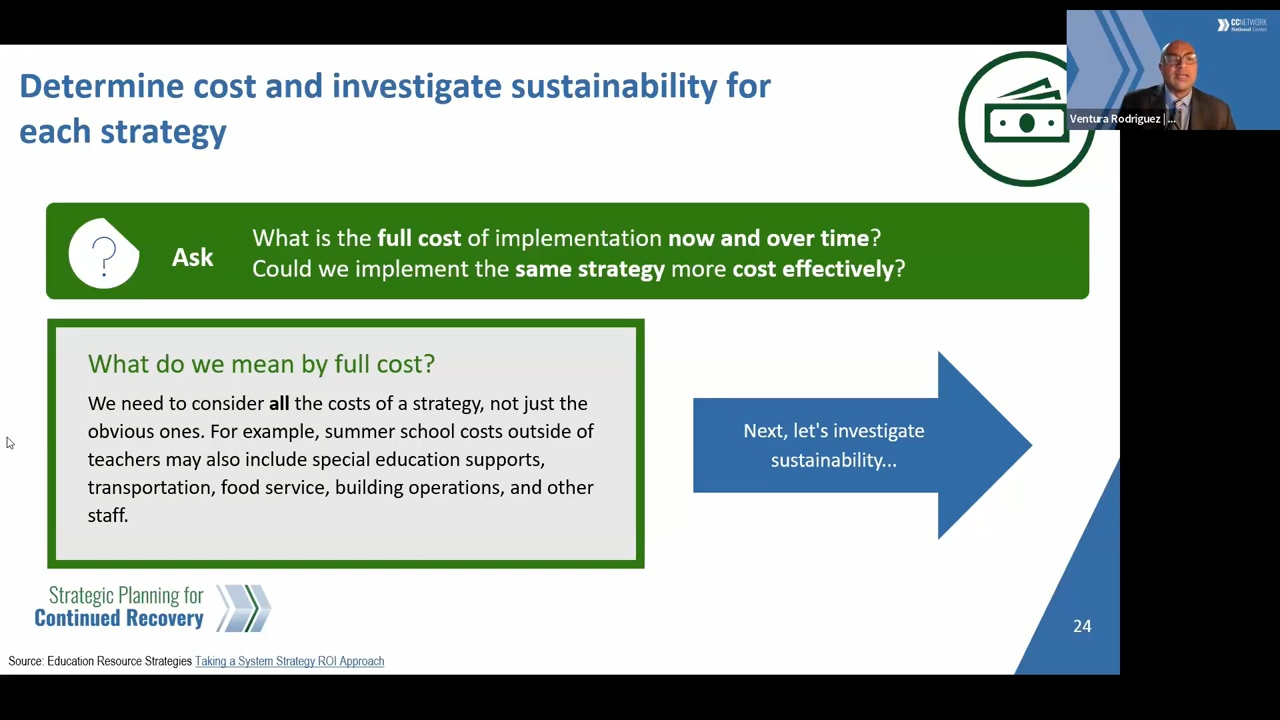 CCNETWORK
National Center
Ventura Rodriguez | ...
Determine cost and investigate sustainability for
each strategy
?
Ask
What is the full cost of implementation now and over time?
Could we implement the same strategy more cost effectively?
What do we mean by full cost?
We need to consider all the costs of a strategy, not just the
obvious ones. For example, summer school costs outside of
teachers may also include special education supports,
transportation, food service, building operations, and other
staff.
Next, let's investigate
sustainability...
Strategic Planning for
Continued Recovery
24
Source: Education Resource Strategies Taking a System Strategy ROI Approach